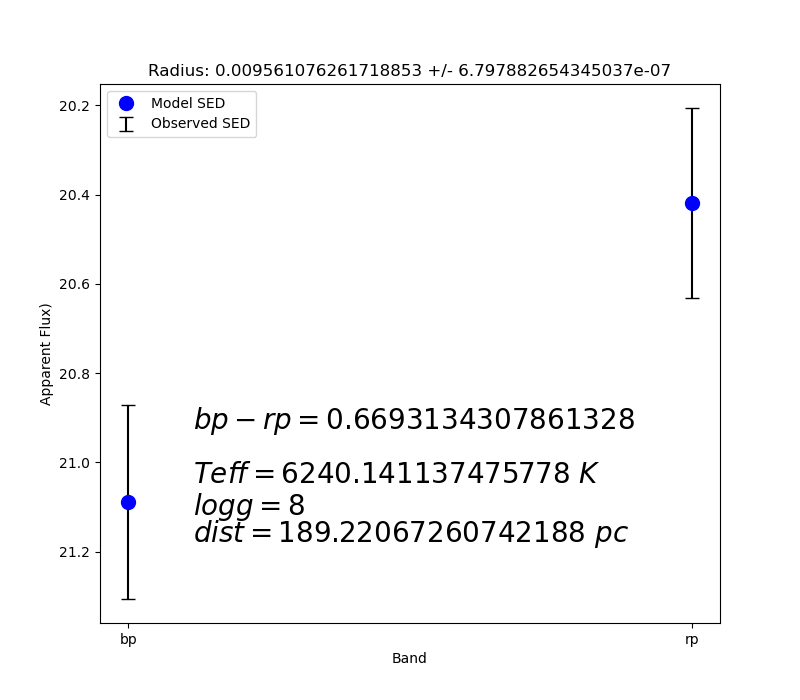 Radius: 0.009561076261718853 +/- 6.797882654345037e-07
Model SED
Observed SED
20.2
20.4
20.6
20.8
21.0
21.2
Apparent Flux)
bp − rp = 0.6693134307861328
Teff = 6240.141137475778 K
logg = 8
dist = 189.22067260742188 pc
bp rp
Band